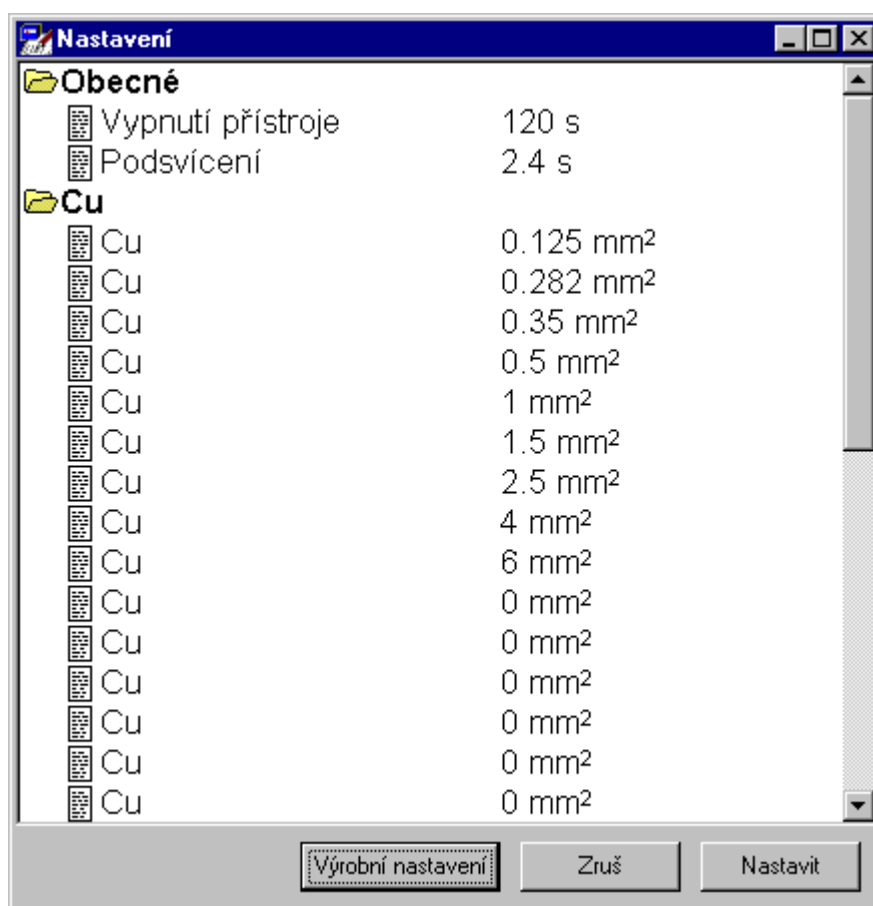 Nastavení
Obecné
Vypnutí přístroje 120 s
Podsvícení 2.4 s
Cu
Cu 0.125 mm²
Cu 0.282 mm²
Cu 0.35 mm²
Cu 0.5 mm²
Cu 1 mm²
Cu 1.5 mm²
Cu 2.5 mm²
Cu 4 mm²
Cu 6 mm²
Cu 0 mm²
Cu 0 mm²
Cu 0 mm²
Cu 0 mm²
Cu 0 mm²
Cu 0 mm²
Výrobní nastavení Zruš Nastavit